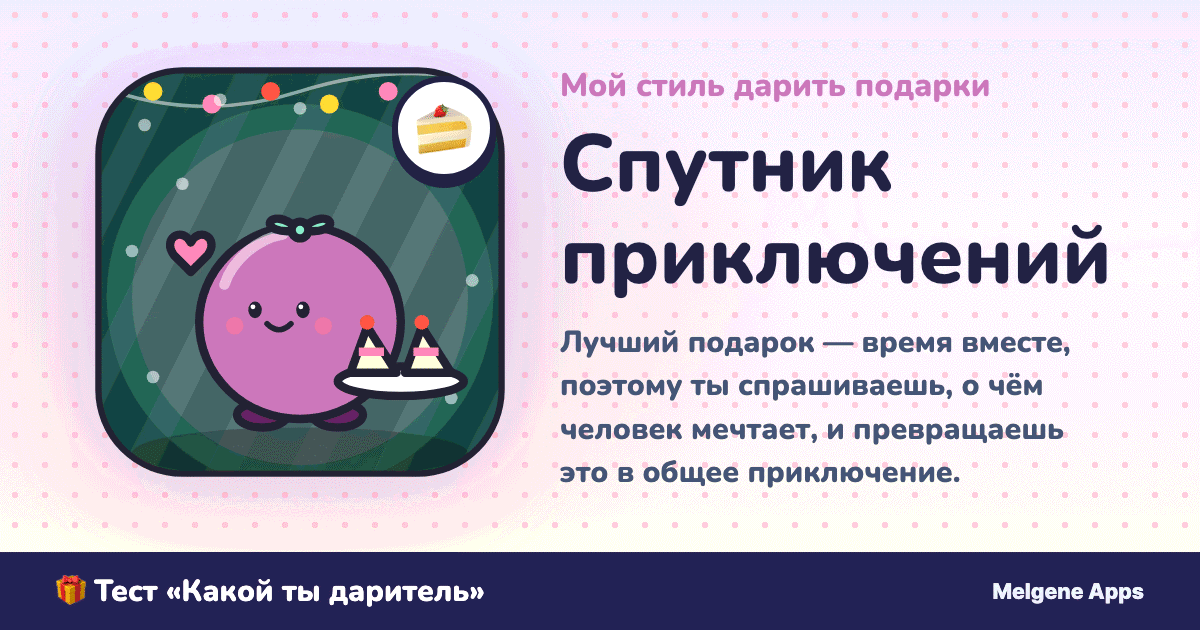 Мой стиль дарить подарки
Спутник
приключений
Лучший подарок — время вместе,
поэтому ты спрашиваешь, о чём
человек мечтает, и превращаешь
это в общее приключение.
Тест «Какой ты даритель»
Melgene Apps